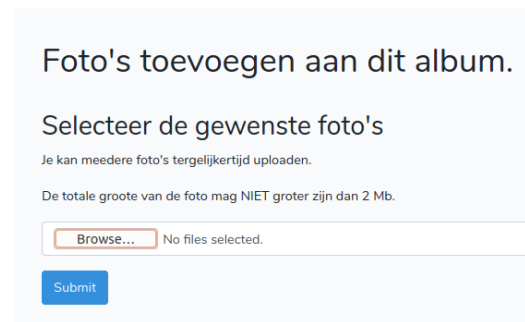 Foto's toevoegen aan dit album.
Selecteer de gewenste foto's
Je kan meedere foto's tergelijkertijd uploaden.
De totale groote van de foto mag NIET groter zijn dan 2 Mb.
Browse... No files selected.
Submit